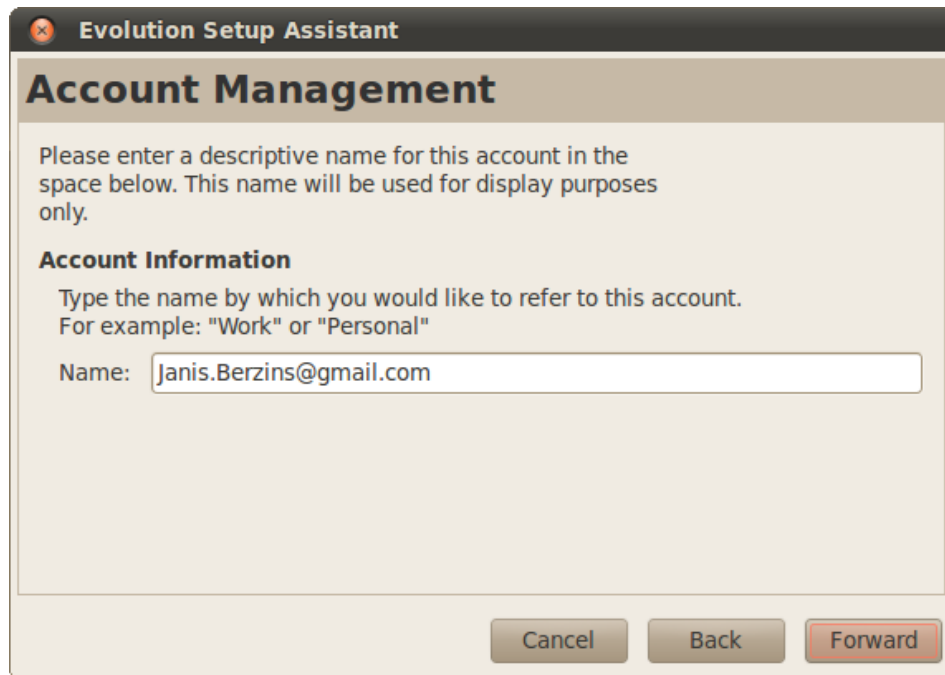 Evolution Setup Assistant
Account Management
Please enter a descriptive name for this account in the
space below. This name will be used for display purposes
only.
Account Information
Type the name by which you would like to refer to this account.
For example: "Work" or "Personal"
Name: Janis.Berzins@gmail.com
Cancel Back Forward